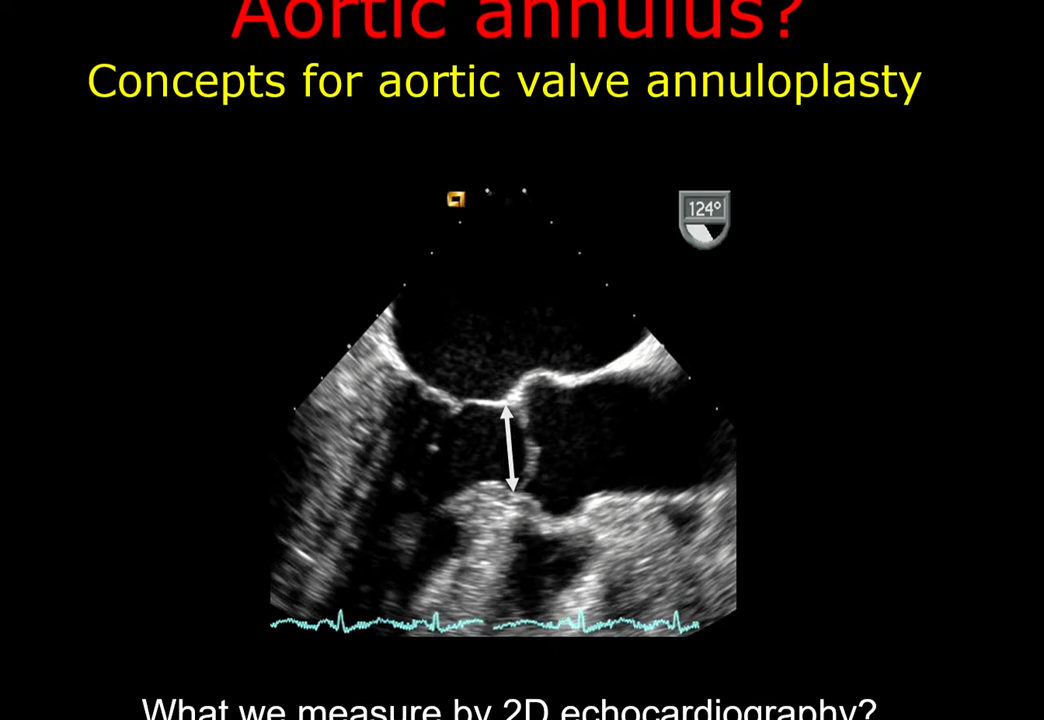 Aortic annulus?
Concepts for aortic valve annuloplasty
124°
What we measure by 2D echocardiography?